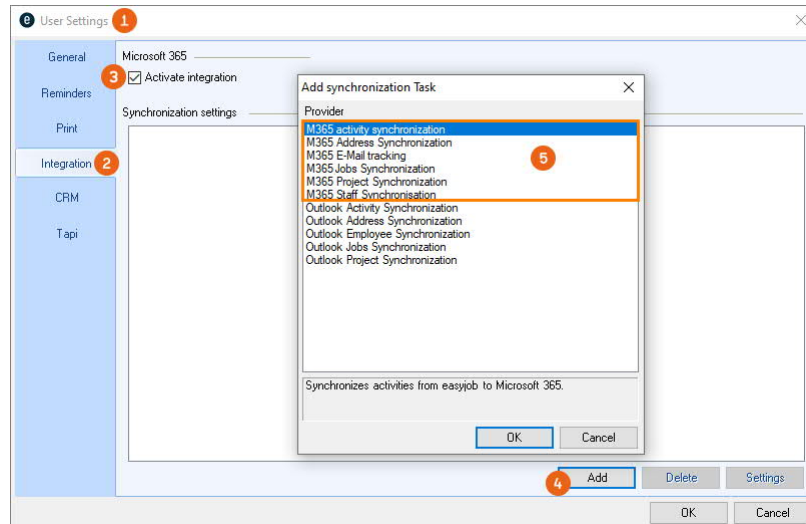 e User Settings 1
General
Reminders
Print
Integration 2
CRM
Tapi
Microsoft 365
3 Activate integration
Synchronization settings
Add synchronization Task
Provider
M365 activity synchronization
M365 Address Synchronization
M365 E-Mail tracking
M365 Jobs Synchronization
M365 Project Synchronization
M365 Staff Synchronisation
5
Outlook Activity Synchronization
Outlook Address Synchronization
Outlook Employee Synchronization
Outlook Jobs Synchronization
Outlook Project Synchronization
Synchronizes activities from easyjob to Microsoft 365.
OK Cancel
4 Add Delete Settings
OK Cancel